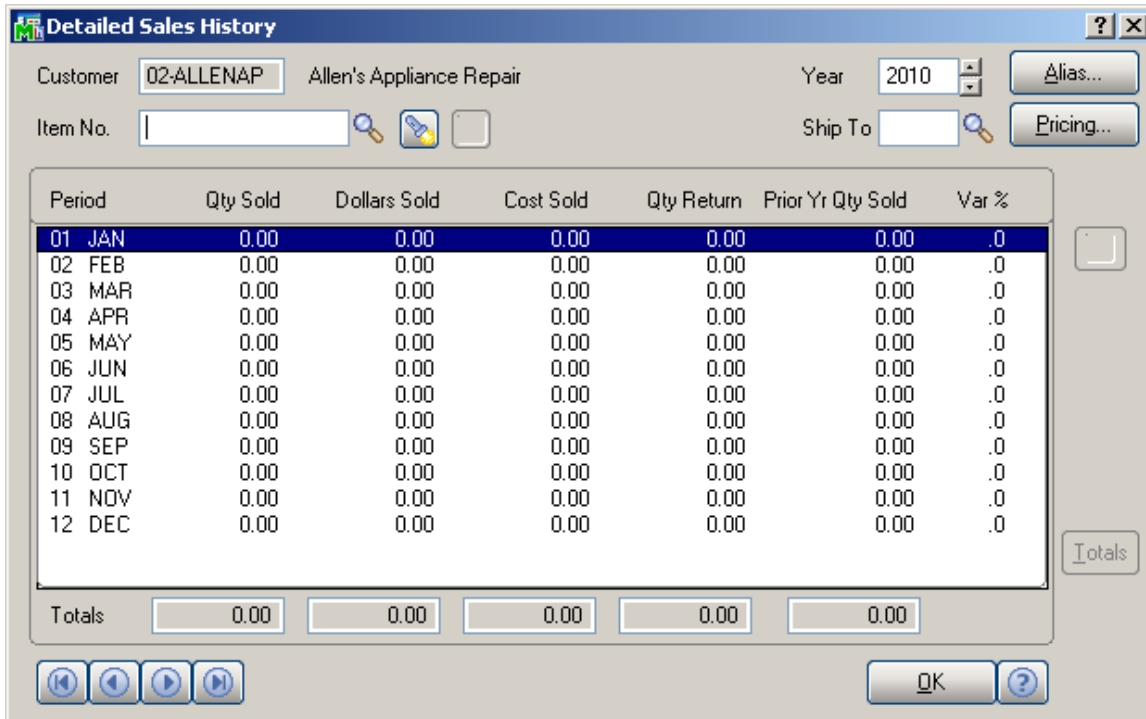 Detailed Sales History
Customer 02-ALLENAP Allen's Appliance Repair Year 2010 Alias...
Item No. Ship To Pricing...
Period Qty Sold Dollars Sold Cost Sold Qty Return Prior Yr Qty Sold Var %
01 JAN 0.00 0.00 0.00 0.00 0.00 .0
02 FEB 0.00 0.00 0.00 0.00 0.00 .0
03 MAR 0.00 0.00 0.00 0.00 0.00 .0
04 APR 0.00 0.00 0.00 0.00 0.00 .0
05 MAY 0.00 0.00 0.00 0.00 0.00 .0
06 JUN 0.00 0.00 0.00 0.00 0.00 .0
07 JUL 0.00 0.00 0.00 0.00 0.00 .0
08 AUG 0.00 0.00 0.00 0.00 0.00 .0
09 SEP 0.00 0.00 0.00 0.00 0.00 .0
10 OCT 0.00 0.00 0.00 0.00 0.00 .0
11 NOV 0.00 0.00 0.00 0.00 0.00 .0
12 DEC 0.00 0.00 0.00 0.00 0.00 .0
Totals
Totals 0.00 0.00 0.00 0.00 0.00
OK